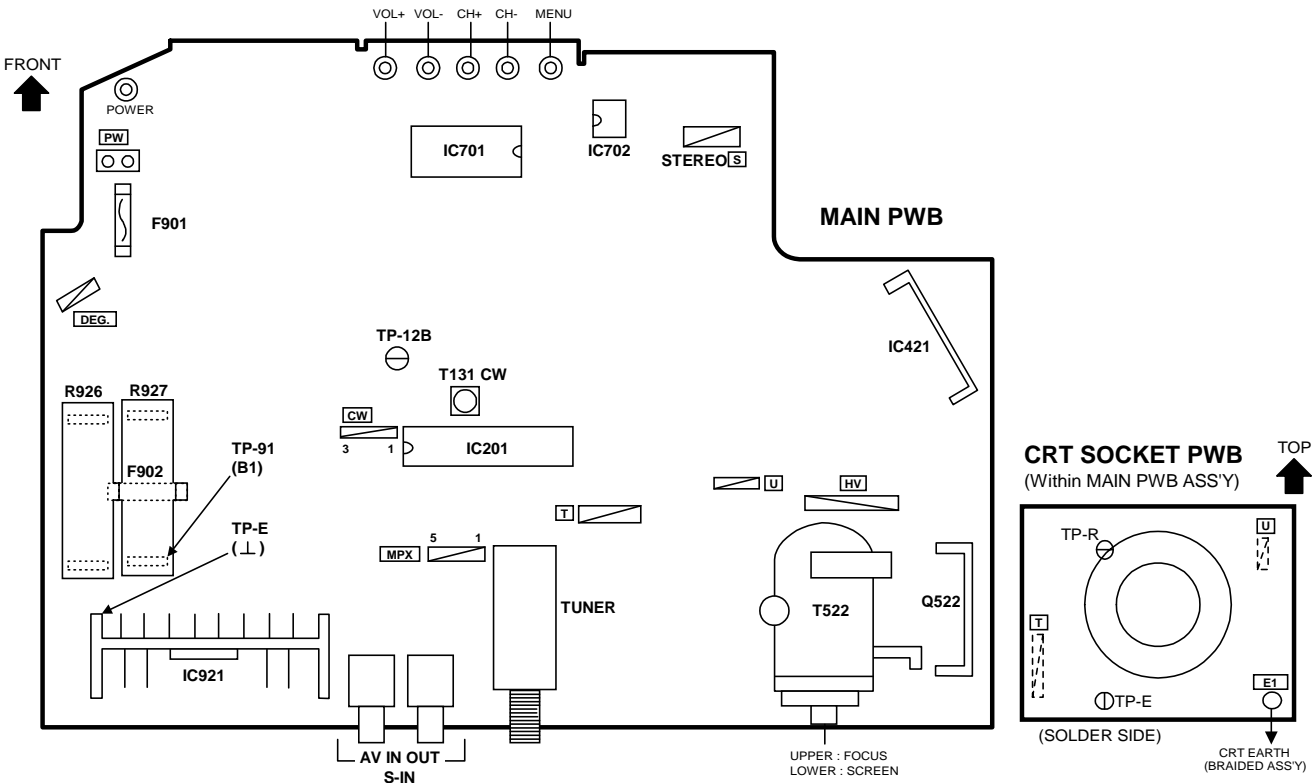 VOL+ VOL- CH+ CH- MENU
FRONT
POWER
PW
IC701
IC702
STEREO S
F901
MAIN PWB
DEG.
TP-12B
IC421
T131 CW
R926 R927
CW
3 1
IC201
TP-91
(B1)
F902
U
HV
TP-E
(⊥)
T
5 1
MPX
TUNER
T522
Q522
IC921
AV IN OUT
S-IN
UPPER : FOCUS
LOWER : SCREEN
CRT SOCKET PWB
(Within MAIN PWB ASS'Y)
TOP
TP-R
U
T
E1
TP-E
(SOLDER SIDE)
CRT EARTH
(BRAIDED ASS'Y)